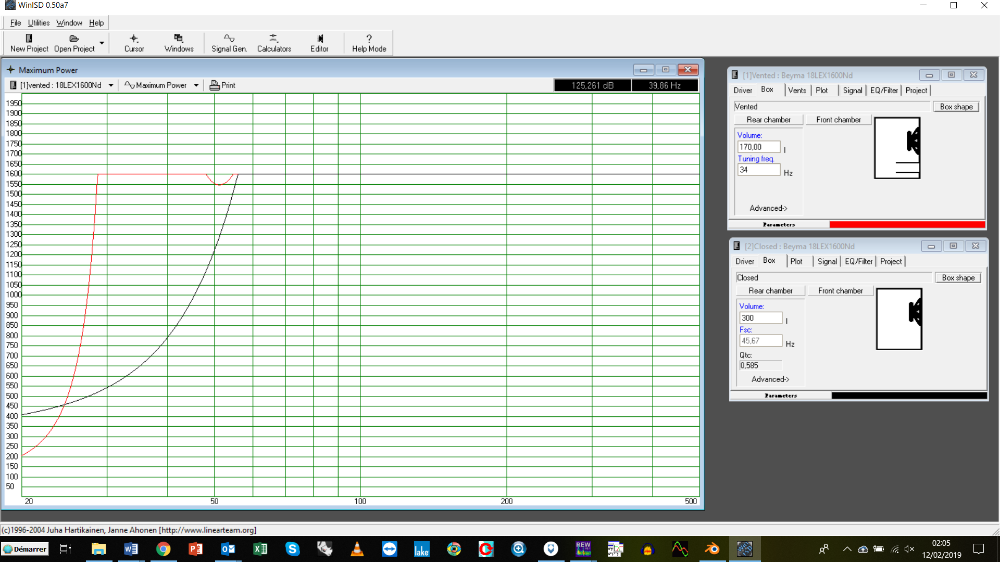 WinISD 0.50a7
File Utilities Window Help
New Project Open Project Cursor Windows Signal Gen. Calculators Editor Help Mode
Maximum Power
[1]vented : 18LEX1600Nd Maximum Power Print 125,261 dB 39,86 Hz
1950
1900
1850
1800
1750
1700
1650
1600
1550
1500
1450
1400
1350
1300
1250
1200
1150
1100
1050
1000
950
900
850
800
750
700
650
600
550
500
450
400
350
300
250
200
150
100
50
20 50 100 200 500
[1]Vented : Beyma 18LEX1600Nd
Driver Box Vents Plot Signal EQ/Filter Project
Vented Box shape
Rear chamber Front chamber
Volume:
170,00 l
Tuning freq.
34 Hz
Advanced->
Parameters
[2]Closed : Beyma 18LEX1600Nd
Driver Box Plot Signal EQ/Filter Project
Closed Box shape
Rear chamber Front chamber
Volume:
300 l
Fsc:
45,67 Hz
Qtc:
0,585
Advanced->
Parameters
(c)1996-2004 Juha Hartikainen, Janne Ahonen [http://www.linearteam.org]
Démarrer
lake
REW
02:05
12/02/2019